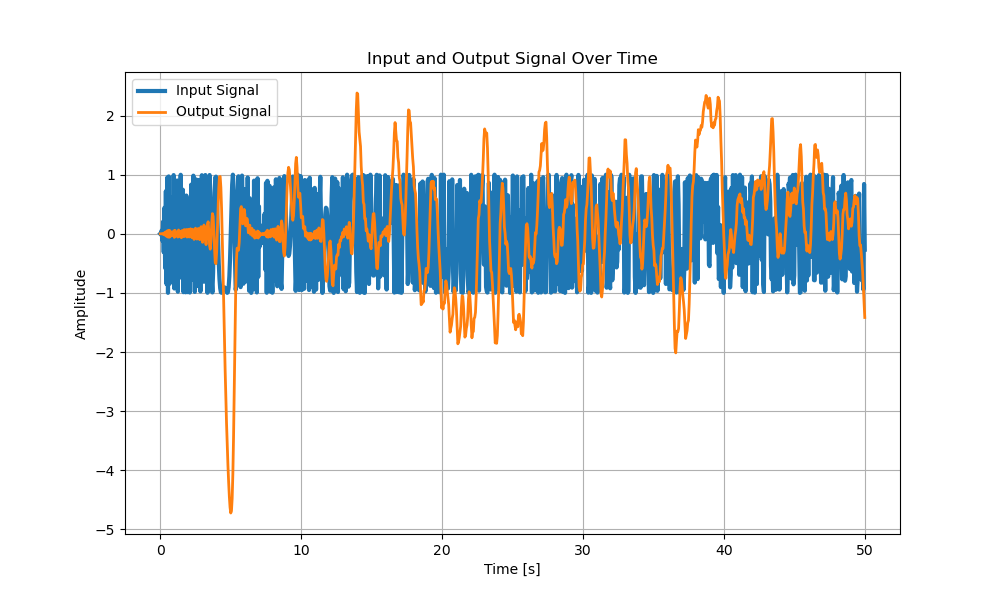 Input and Output Signal Over Time
Input Signal
Output Signal
Amplitude
2
1
0
−1
−2
−3
−4
−5
0 10 20 30 40 50
Time [s]